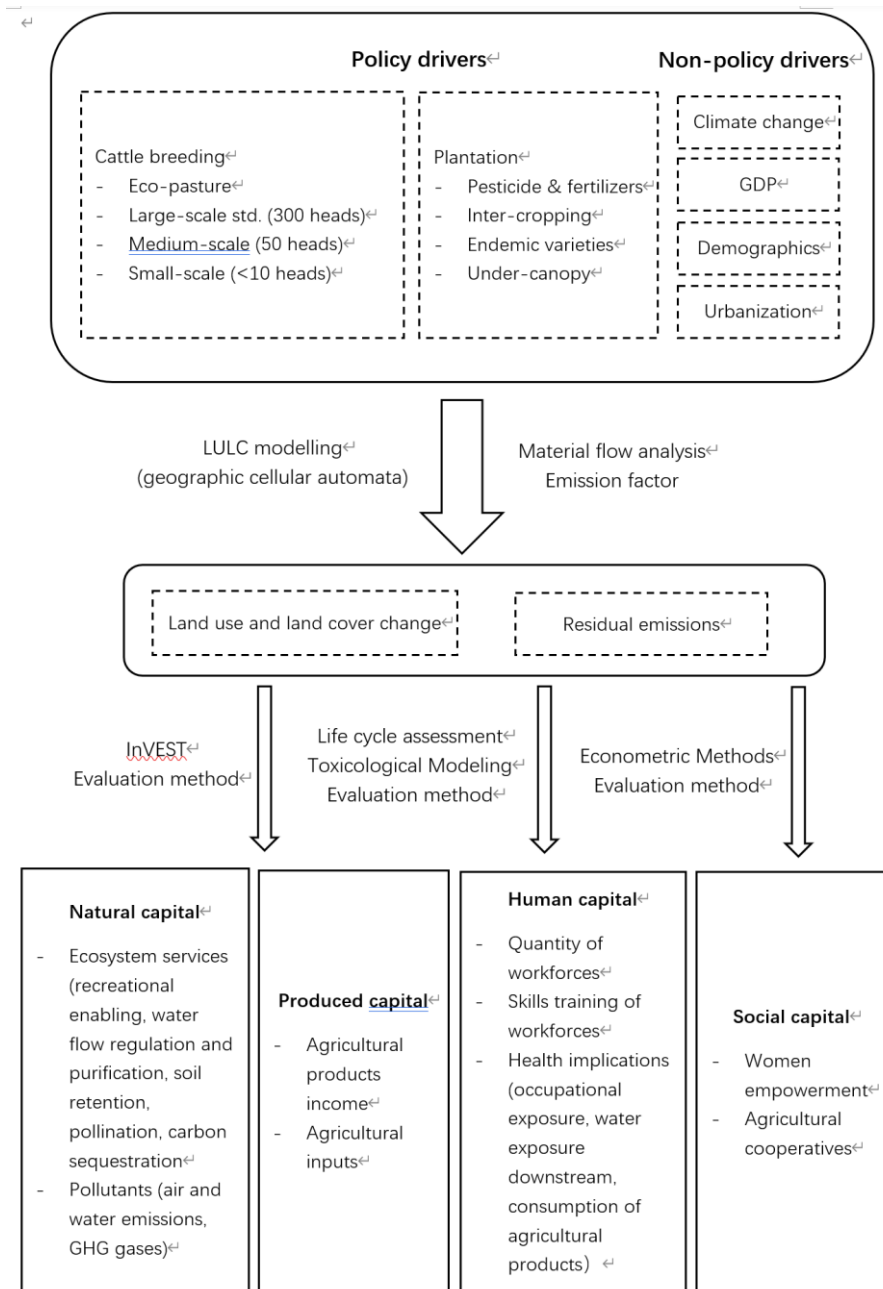 Policy drivers
Non-policy drivers
Cattle breeding
- Eco-pasture
- Large-scale std. (300 heads)
- Medium-scale (50 heads)
- Small-scale (<10 heads)
Plantation
- Pesticide & fertilizers
- Inter-cropping
- Endemic varieties
- Under-canopy
Climate change
GDP
Demographics
Urbanization
LULC modelling
(geographic cellular automata)
Material flow analysis
Emission factor
Land use and land cover change
Residual emissions
InVEST
Evaluation method
Life cycle assessment
Toxicological Modeling
Evaluation method
Econometric Methods
Evaluation method
Natural capital
- Ecosystem services
(recreational
enabling, water
flow regulation and
purification, soil
retention,
pollination, carbon
sequestration
- Pollutants (air and
water emissions,
GHG gases)
Produced capital
- Agricultural
products
income
- Agricultural
inputs
Human capital
- Quantity of
workforces
- Skills training of
workforces
- Health implications
(occupational
exposure, water
exposure
downstream,
consumption of
agricultural
products)
Social capital
- Women
empowerment
- Agricultural
cooperatives